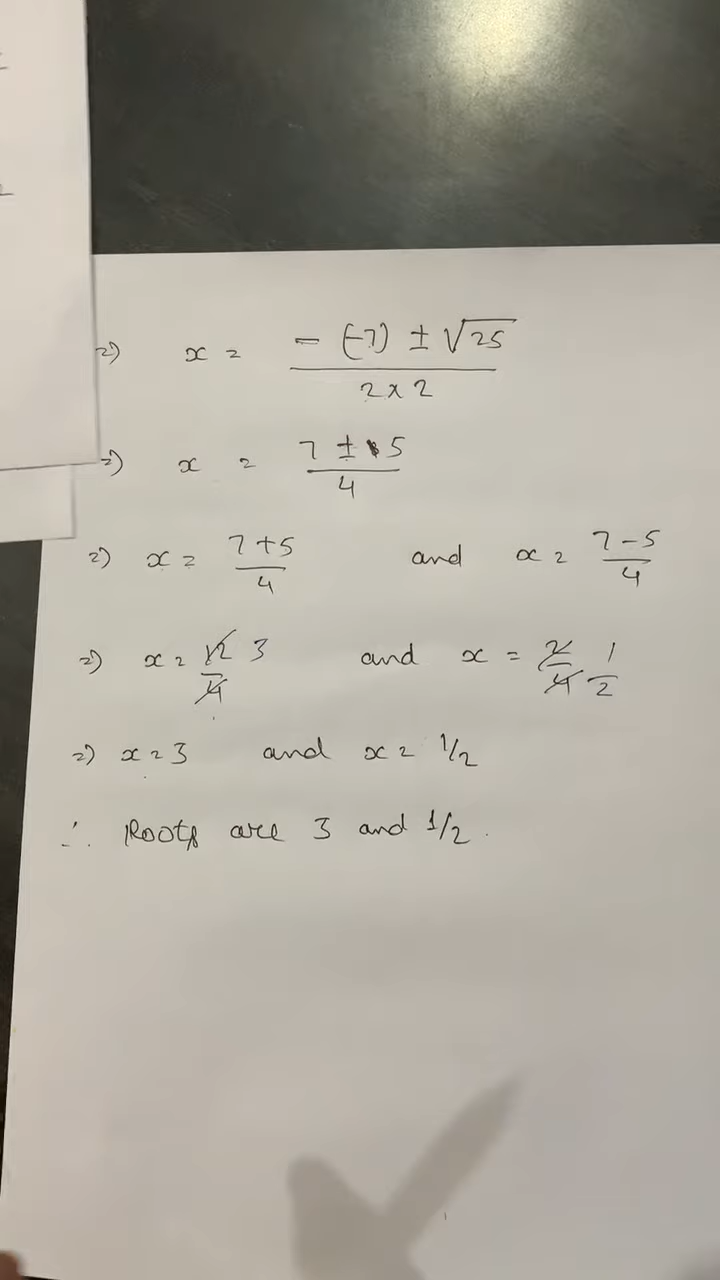 =) x = - (-7) ± √25 / 2 x 2
=) x = 7 ± 5 / 4
=) x = 7+5 / 4 and x = 7-5 / 4
=) x = 12 / 4 3 and x = 2 / 4 1 / 2
=) x = 3 and x = 1/2
∴ Roots are 3 and 1/2.